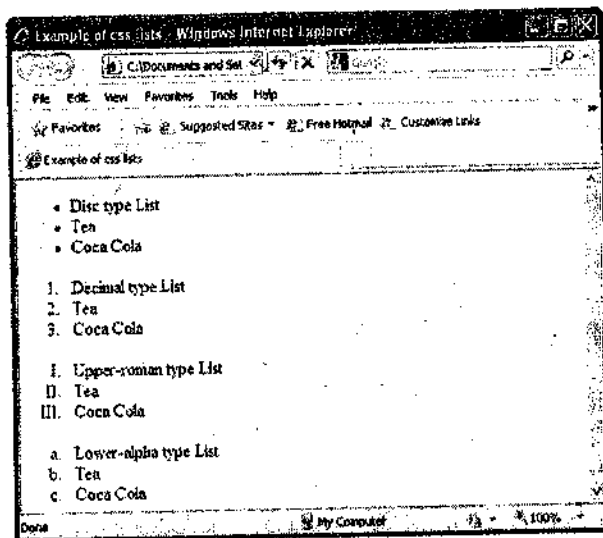 Example of css lists - Windows Internet Explorer
C:\Documents and Set
File Edit View Favorites Tools Help
Favorites Suggested Sites Free Hotmail Customize Links
Example of css lists
• Disc type List
• Tea
• Coca Cola
1. Decimal type List
2. Tea
3. Coca Cola
I. Upper-roman type List
II. Tea
III. Coca Cola
a. Lower-alpha type List
b. Tea
c. Coca Cola
Done My Computer 100%